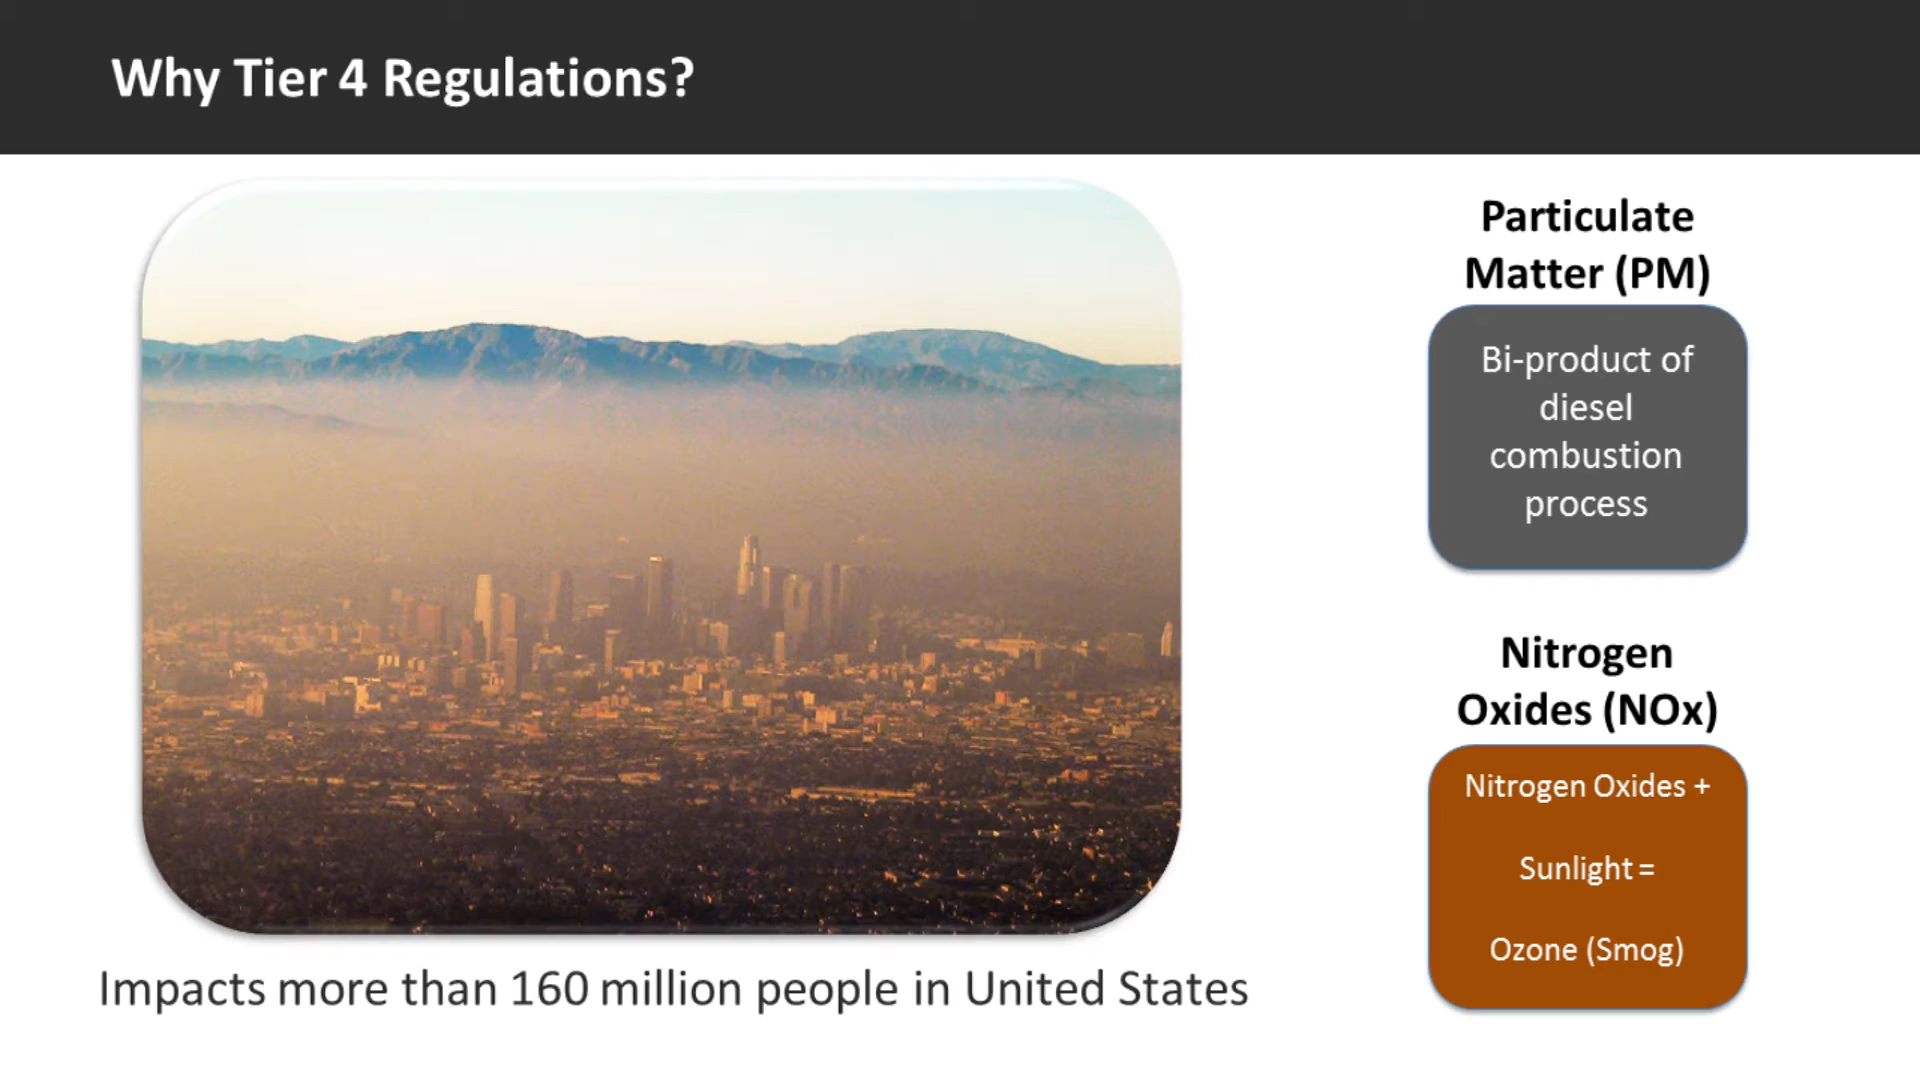 Why Tier 4 Regulations?
Particulate
Matter (PM)
Bi-product of
diesel
combustion
process
Nitrogen
Oxides (NOx)
Nitrogen Oxides +
Sunlight =
Ozone (Smog)
Impacts more than 160 million people in United States